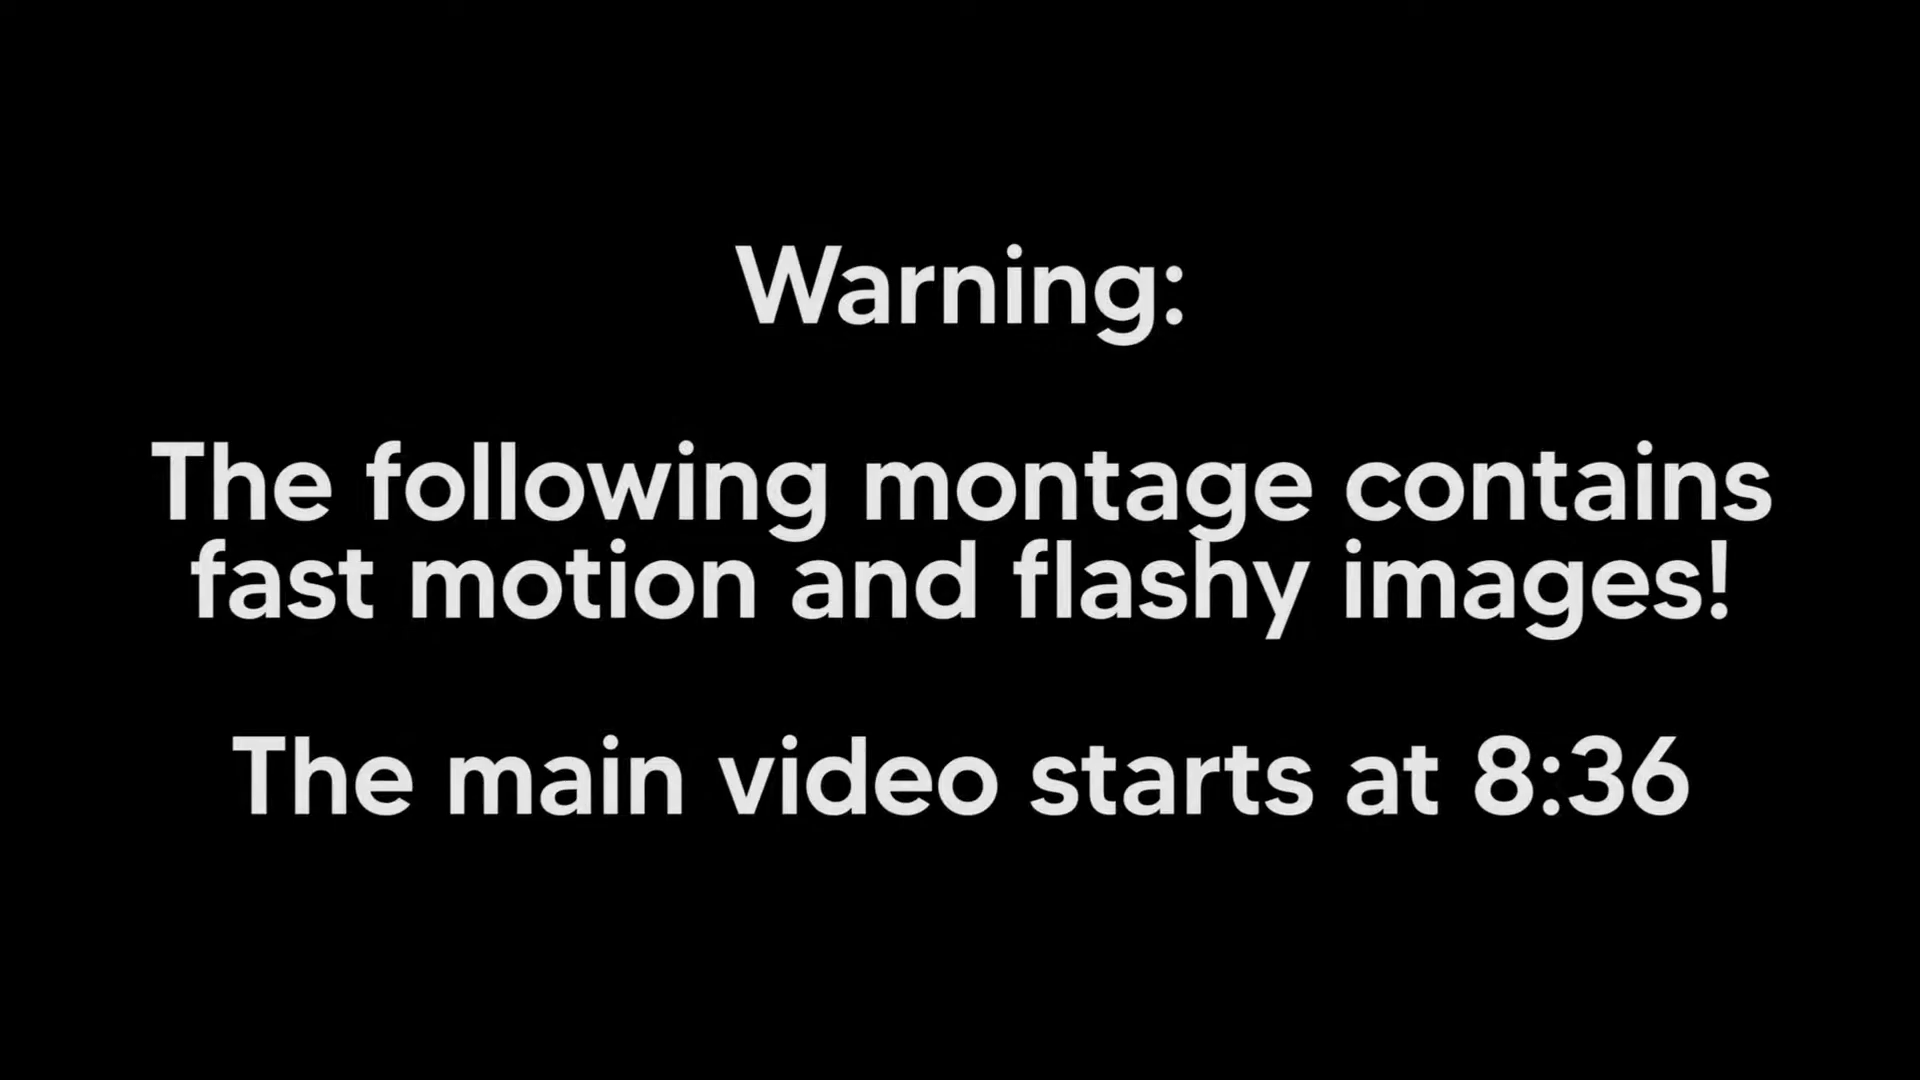 Warning:
The following montage contains
fast motion and flashy images!
The main video starts at 8:36